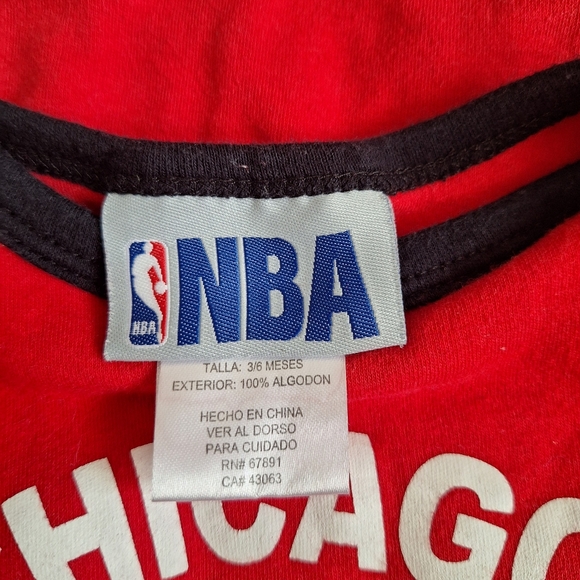 NBA
NBA
TALLA: 3/6 MESES
EXTERIOR: 100% ALGODON
HECHO EN CHINA
VER AL DORSO
PARA CUIDADO
RN# 67891
CA# 43063
CHICAGO